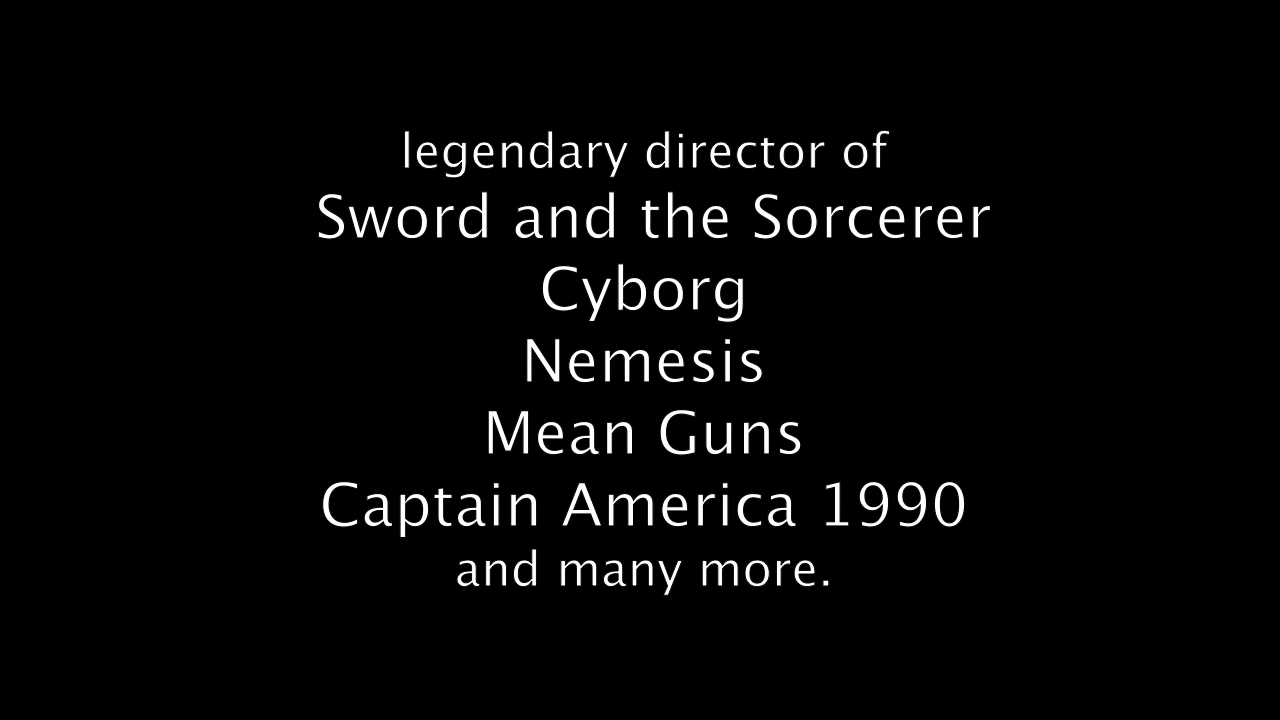 legendary director of
Sword and the Sorcerer
Cyborg
Nemesis
Mean Guns
Captain America 1990
and many more.